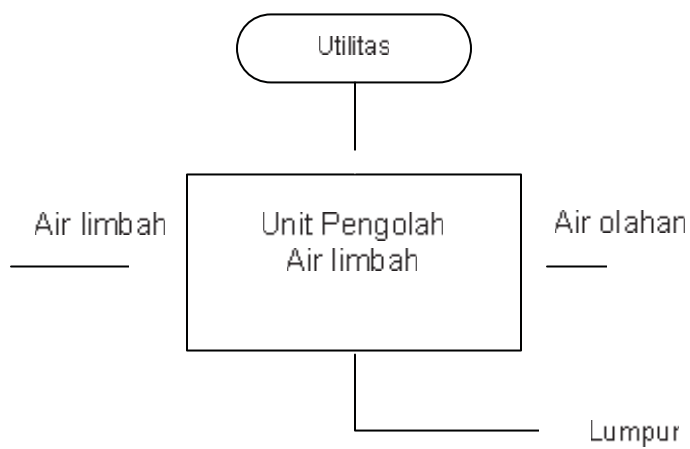 Utilitas
Air limbah
Unit Pengolah
Air limbah
Air olahan
Lumpur